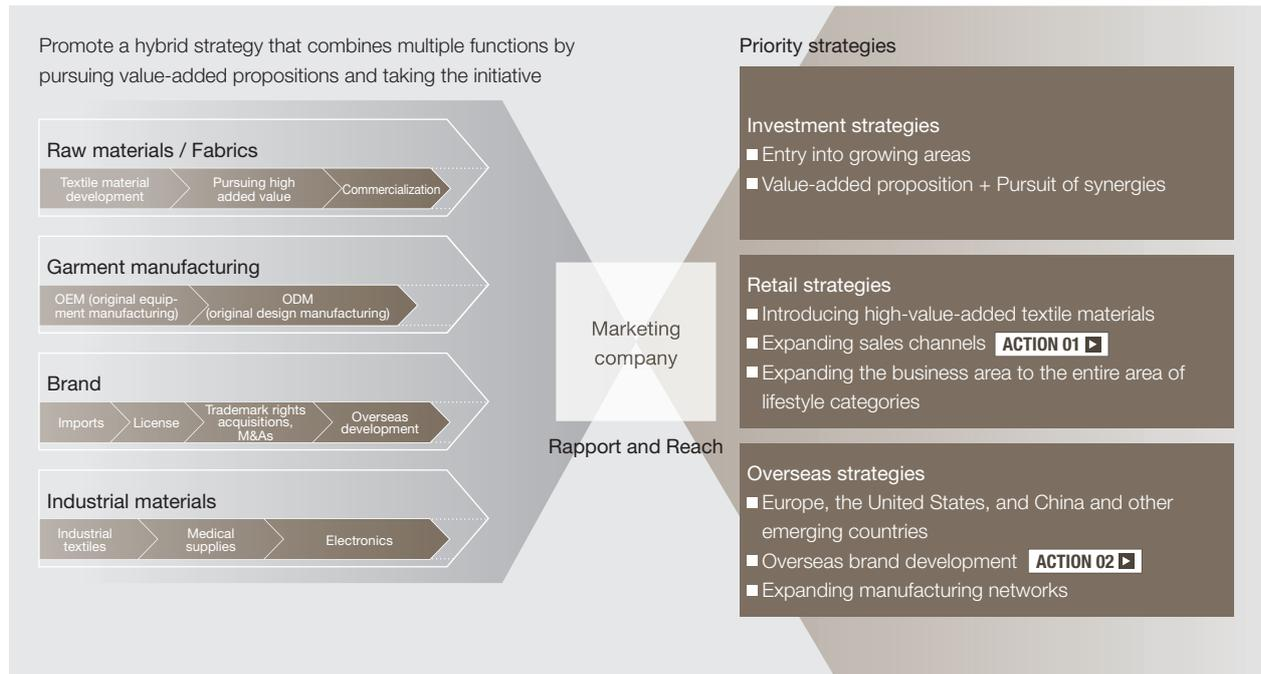 Promote a hybrid strategy that combines multiple functions by
pursuing value-added propositions and taking the initiative
Raw materials / Fabrics
Textile material
development
Pursuing high
added value
Commercialization
Garment manufacturing
OEM (original equip-
ment manufacturing)
ODM
(original design manufacturing)
Brand
Imports
License
Trademark rights
acquisitions,
M&As
Overseas
development
Industrial materials
Industrial
textiles
Medical
supplies
Electronics
Marketing
company
Rapport and Reach
Priority strategies
Investment strategies
Entry into growing areas
Value-added proposition + Pursuit of synergies
Retail strategies
Introducing high-value-added textile materials
Expanding sales channels ACTION 01
Expanding the business area to the entire area of
lifestyle categories
Overseas strategies
Europe, the United States, and China and other
emerging countries
Overseas brand development ACTION 02
Expanding manufacturing networks